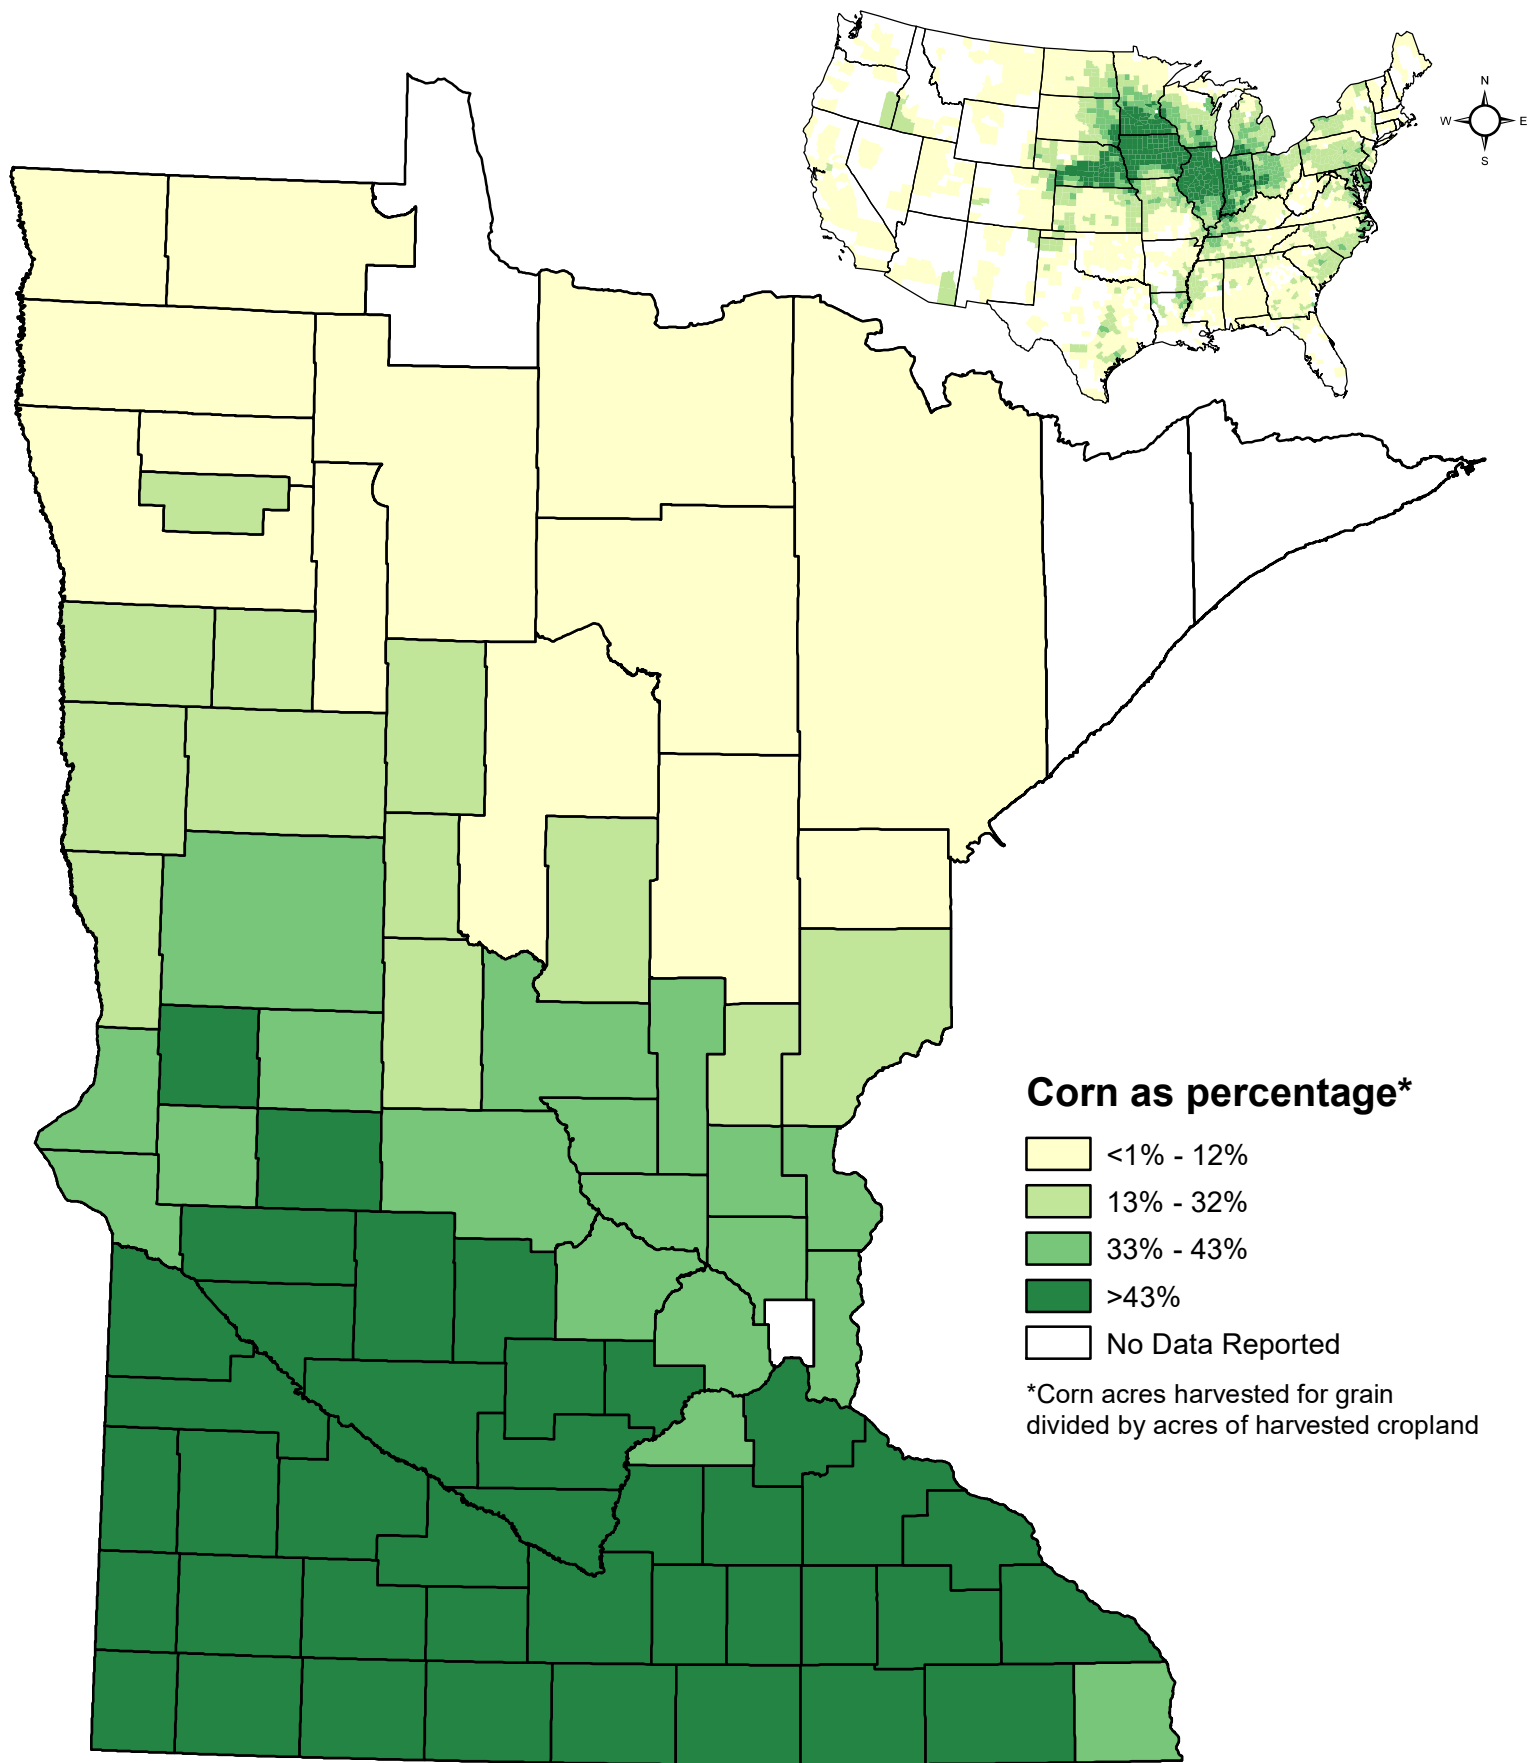 N
W E
S
Corn as percentage*
<1% - 12%
13% - 32%
33% - 43%
>43%
No Data Reported
*Corn acres harvested for grain
divided by acres of harvested cropland